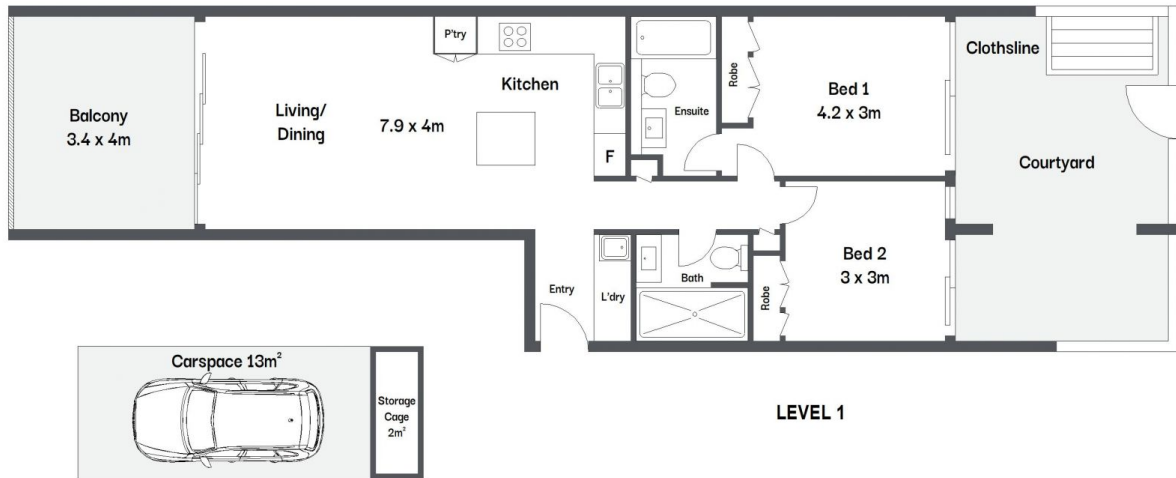 P'try
Kitchen
Balcony
3.4 x 4m
Living/
Dining
7.9 x 4m
F
Ensuite
Robe
Bed 1
4.2 x 3m
Clothsline
Courtyard
Entry
L'dry
Bath
Robe
Bed 2
3 x 3m
Carspace 13m²
Storage
Cage
2m²
LEVEL 1